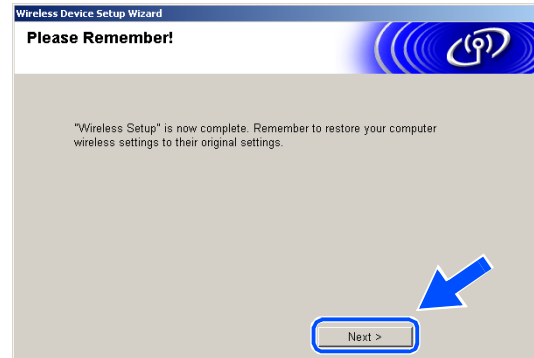 Wireless Device Setup Wizard
Please Remember!
"Wireless Setup" is now complete. Remember to restore your computer
wireless settings to their original settings.
Next >